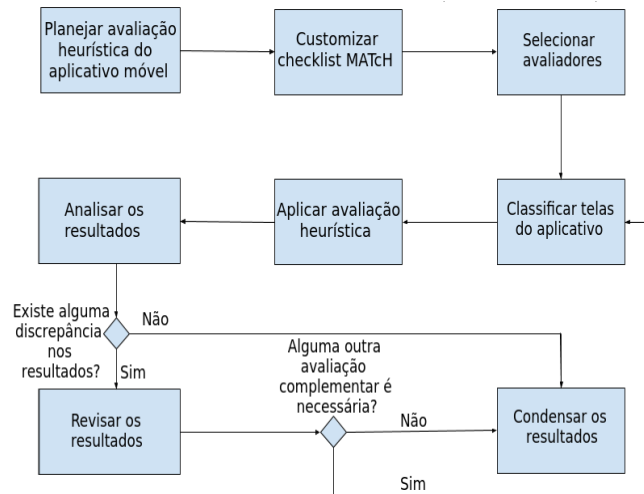 Planejar avaliação
heurística do
aplicativo móvel
Customizar
checklist MATcH
Selecionar
avaliadores
Analisar os
resultados
Aplicar avaliação
heurística
Classificar telas
do aplicativo
Existe alguma
discrepância
nos
resultados?
Não
Sim
Alguma outra
avaliação
complementar é
necessária?
Revisar os
resultados
Não
Condensar os
resultados
Sim